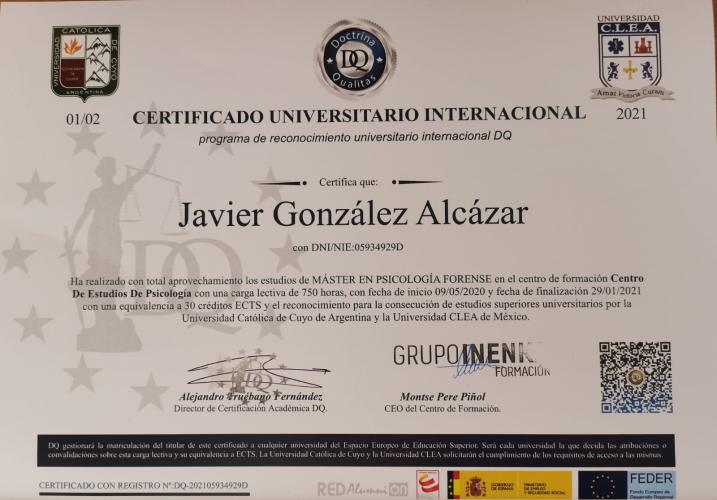 UNIVERSIDAD CATOLICA DE CUYO
ARGENTINA
Doctrina
DQ
Qualitas
UNIVERSIDAD
C.L.E.A.
Amat Victoria Curam
01/02
CERTIFICADO UNIVERSITARIO INTERNACIONAL
2021
programa de reconocimiento universitario internacional DQ
Certifica que:
Javier González Alcázar
con DNI/NIE:05934929D
Ha realizado con total aprovechamiento los estudios de MÁSTER EN PSICOLOGÍA FORENSE en el centro de formación Centro
De Estudios De Psicología con una carga lectiva de 750 horas, con fecha de inicio 09/05/2020 y fecha de finalización 29/01/2021
con una equivalencia a 30 créditos ECTS y el reconocimiento para la consecución de estudios superiores universitarios por la
Universidad Católica de Cuyo de Argentina y la Universidad CLEA de México.
GRUPO INENK
FORMACIÓN
Alejandro Truébano Fernández
Director de Certificación Académica DQ.
Montse Pere Piñol
CEO del Centro de Formación.
DQ gestionará la matriculación del titular de este certificado a cualquier universidad del Espacio Europeo de Educación Superior. Será cada universidad la que decida las atribuciones o
convalidaciones sobre esta carga lectiva y su equivalencia a ECTS. La Universidad Católica de Cuyo y la Universidad CLEA solicitarán el cumplimiento de los requisitos de acceso a las mismas.
CERTIFICADO CON REGISTRO Nº:DQ-202105934929D
RED Alumni ON
GOBIERNO
DE ESPAÑA
MINISTERIO
DE EMPLEO
Y SEGURIDAD SOCIAL
FEDER
Fondo Europeo de
Desarrollo Regional